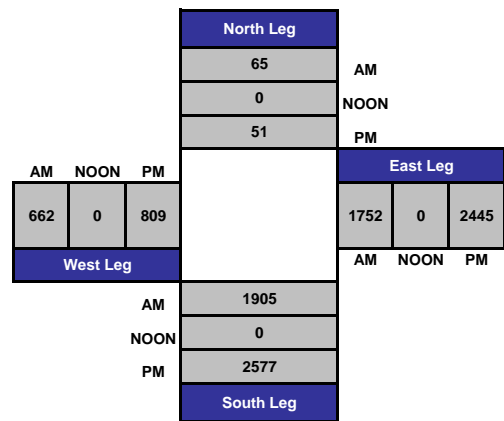 North Leg
65
AM
0
NOON
51
PM
AM NOON PM
East Leg
662 0 809
1752 0 2445
West Leg
AM NOON PM
AM
1905
NOON
0
PM
2577
South Leg